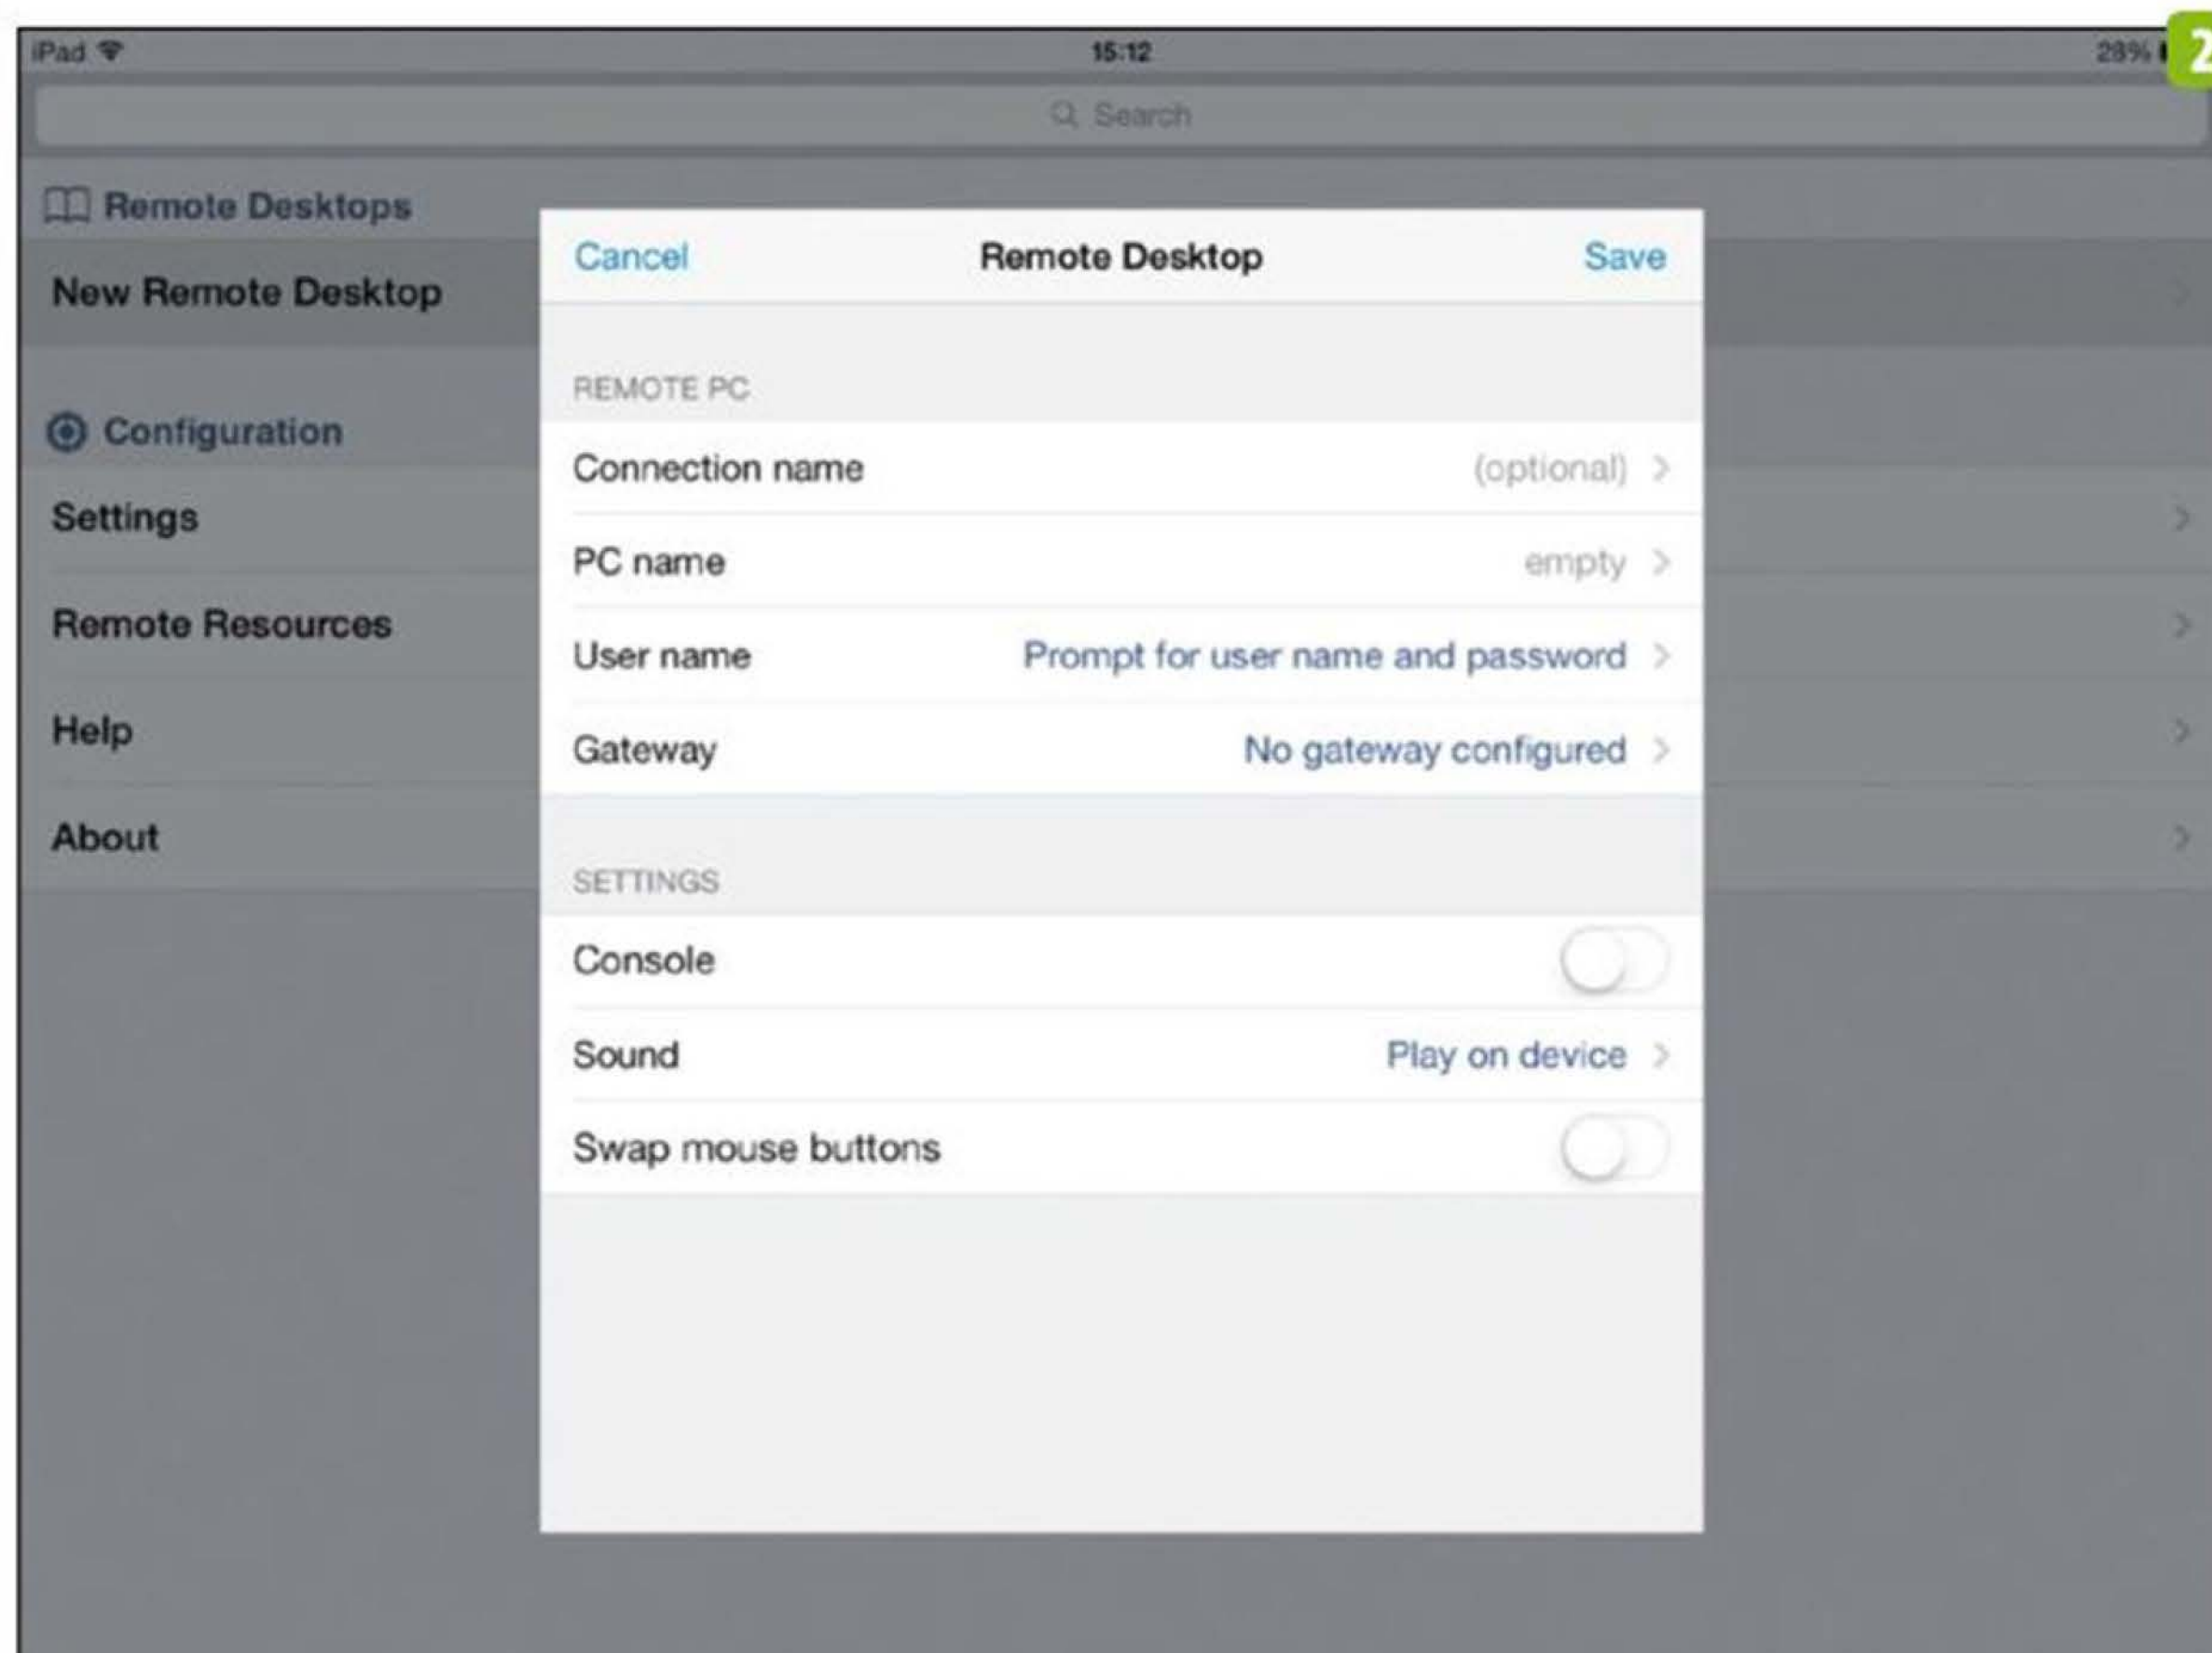 iPad
15:12
28%
2
Search
Remote Desktops
New Remote Desktop
Configuration
Settings
Remote Resources
Help
About
Cancel Remote Desktop Save
REMOTE PC
Connection name (optional)
PC name empty
User name Prompt for user name and password
Gateway No gateway configured
SETTINGS
Console
Sound Play on device
Swap mouse buttons